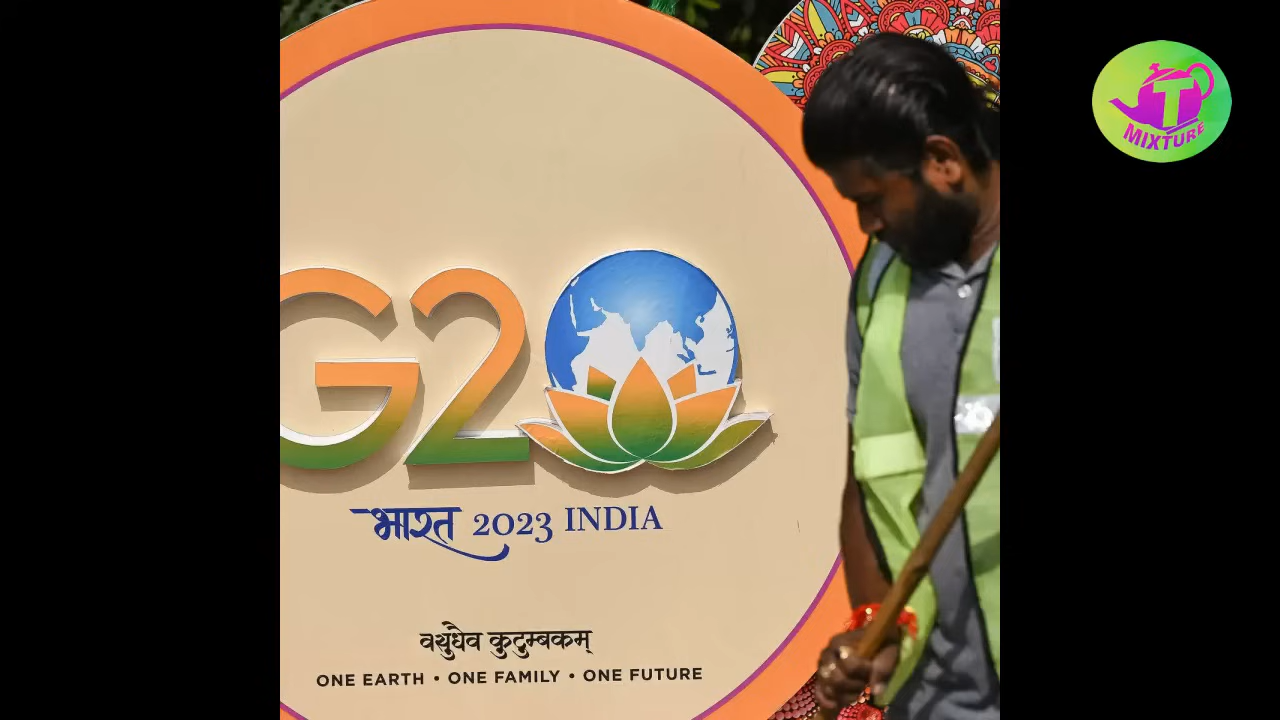 T
MIXTURE
G20
भारत 2023 INDIA
वसुधैव कुटुम्बकम्
ONE EARTH • ONE FAMILY • ONE FUTURE